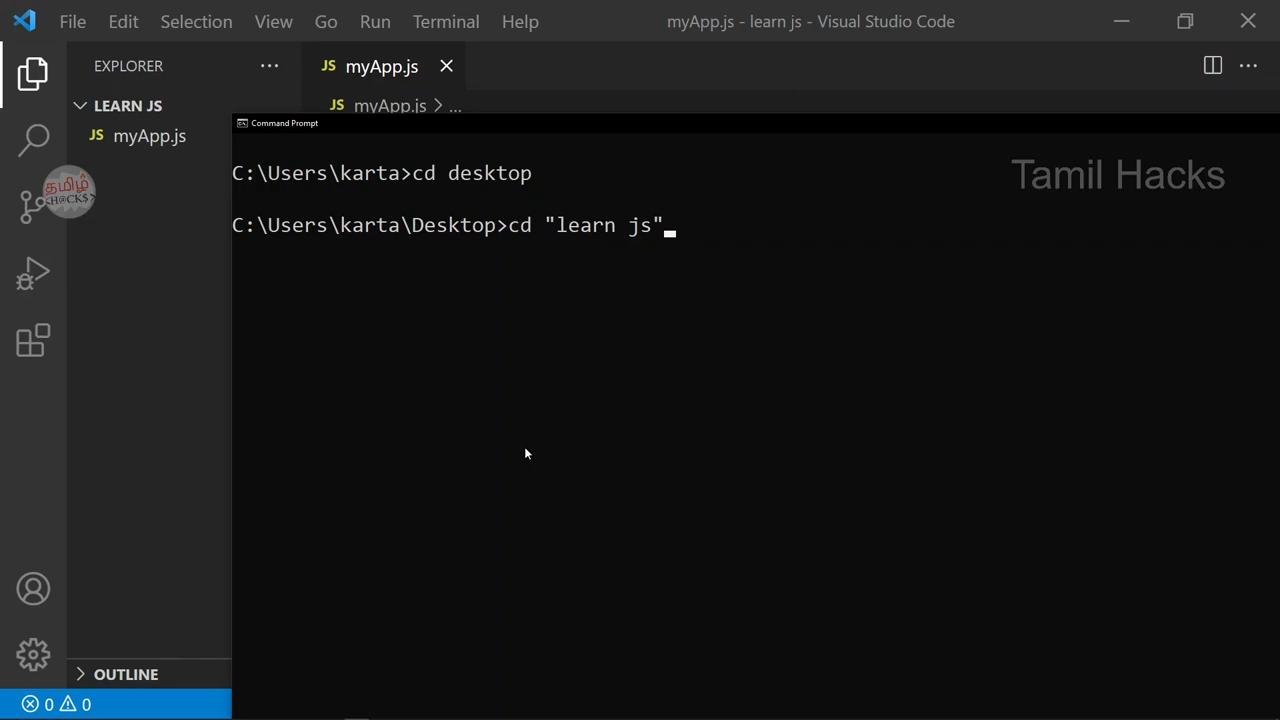 File Edit Selection View Go Run Terminal Help myApp.js - learn js - Visual Studio Code
EXPLORER ... JS myApp.js
LEARN JS
JS myApp.js > ...
JS myApp.js
Command Prompt
C:\Users\karta>cd desktop
Tamil Hacks
தமிழ்
<H@CK$>
C:\Users\karta\Desktop>cd "learn js"
OUTLINE
0 0